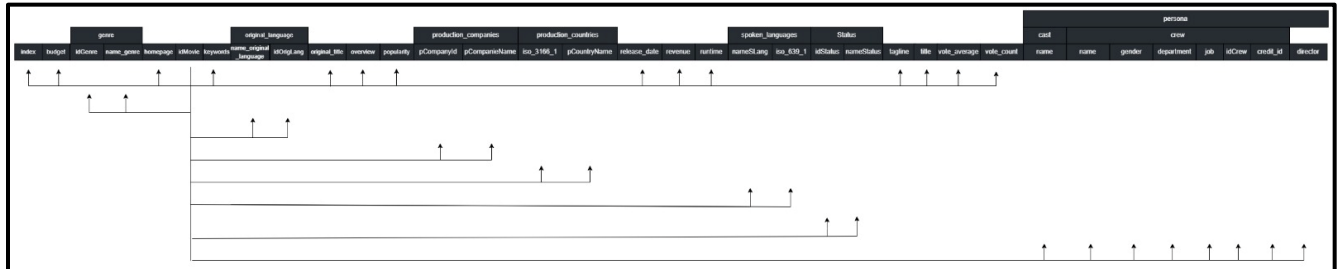 persona
genre original_language production_companies production_countries spoken_languages Status cast crew
index budget idGenre name_genre homepage idMovie keywords name_original _language idOrigLang original_title overview popularity pCompanyId pCompanieName iso_3166_1 pCountryName release_date revenue runtime nameSLang iso_639_1 idStatus nameStatus tagline title vote_average vote_count name name gender department job idCrew credit_id director